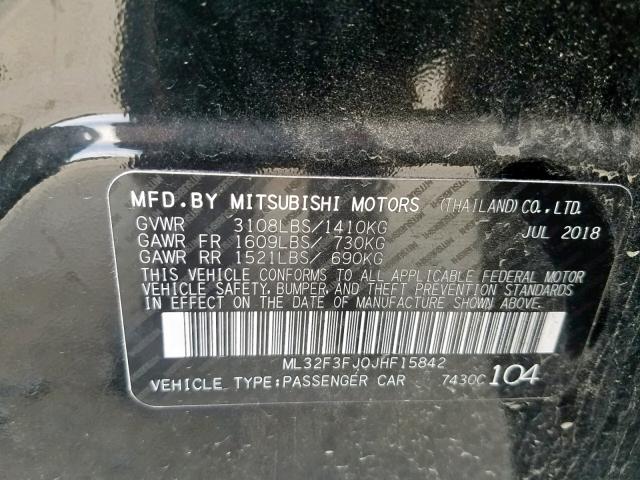 MFD.BY MITSUBISHI MOTORS (THAILAND)CO.,LTD.
GVWR 3108LBS/1410KG JUL 2018
GAWR FR 1609LBS/ 730KG
GAWR RR 1521LBS/ 690KG
THIS VEHICLE CONFORMS TO ALL APPLICABLE FEDERAL MOTOR
VEHICLE SAFETY,BUMPER AND THEFT PREVENTION STANDARDS
IN EFFECT ON THE DATE OF MANUFACTURE SHOWN ABOVE.
ML32F3FJ0JHF15842
VEHICLE TYPE:PASSENGER CAR 7430C 104